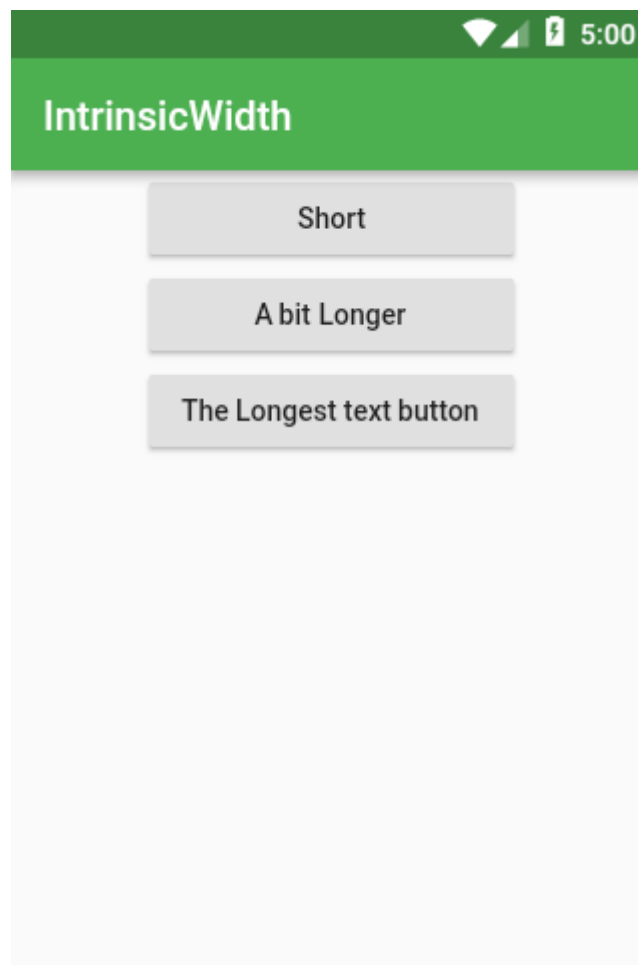 5:00
IntrinsicWidth
Short
A bit Longer
The Longest text button